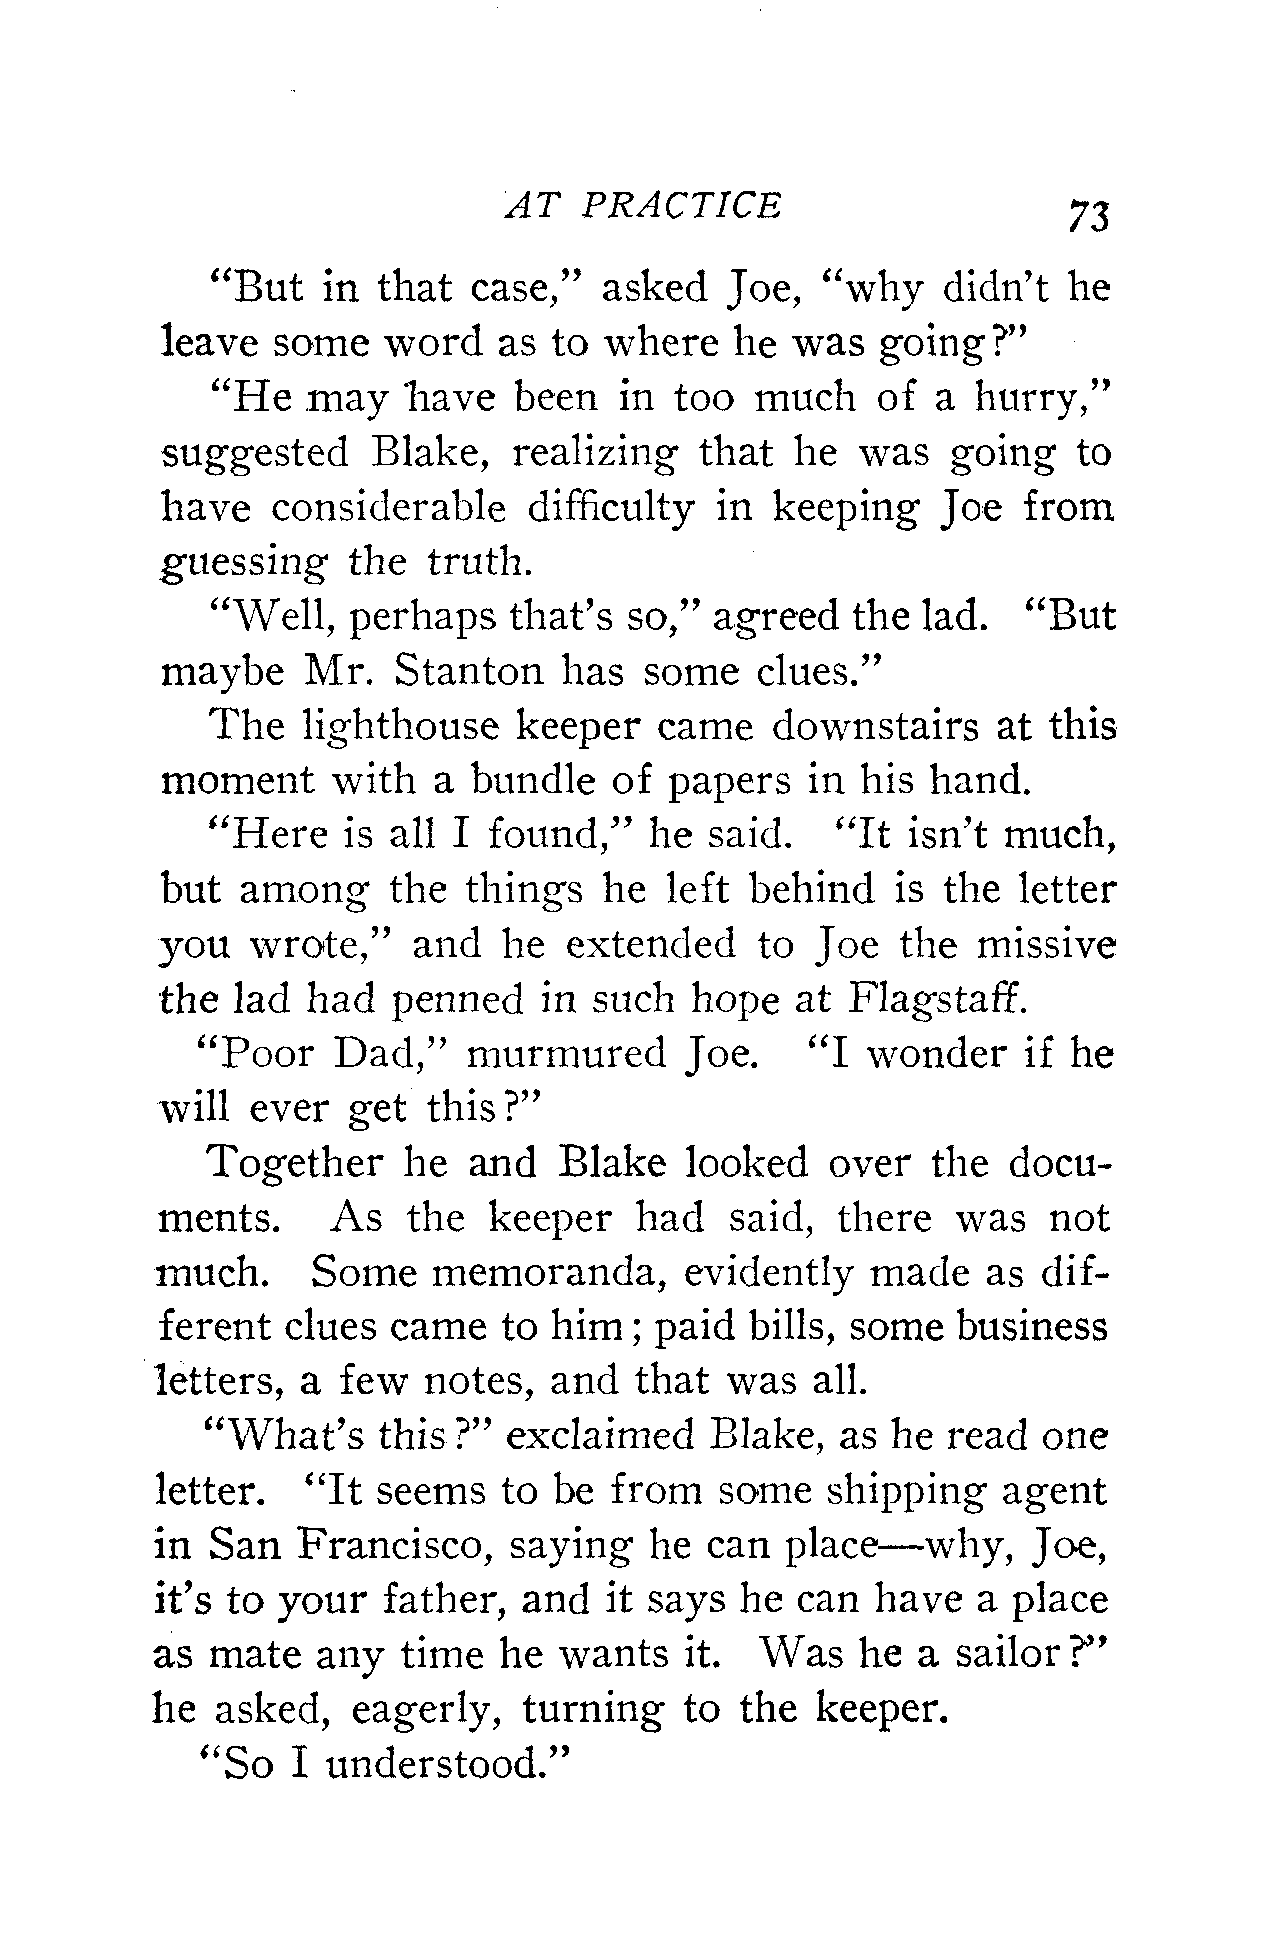 AT PRACTICE 73
“But in that case,” asked Joe, “why didn’t he
leave some word as to where he was going?”
“He may have been in too much of a hurry,”
suggested Blake, realizing that he was going to
have considerable difficulty in keeping Joe from
guessing the truth.
“Well, perhaps that’s so,” agreed the lad. “But
maybe Mr. Stanton has some clues.”
The lighthouse keeper came downstairs at this
moment with a bundle of papers in his hand.
“Here is all I found,” he said. “It isn’t much,
but among the things he left behind is the letter
you wrote,” and he extended to Joe the missive
the lad had penned in such hope at Flagstaff.
“Poor Dad,” murmured Joe. “I wonder if he
will ever get this?”
Together he and Blake looked over the docu-
ments. As the keeper had said, there was not
much. Some memoranda, evidently made as dif-
ferent clues came to him; paid bills, some business
letters, a few notes, and that was all.
“What’s this?” exclaimed Blake, as he read one
letter. “It seems to be from some shipping agent
in San Francisco, saying he can place—why, Joe,
it’s to your father, and it says he can have a place
as mate any time he wants it. Was he a sailor?”
he asked, eagerly, turning to the keeper.
“So I understood.”